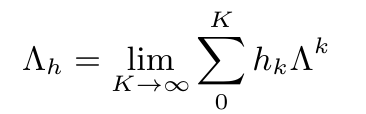 Λ_h = lim_{K→∞} ∑_{0}^{K} h_k Λ^k